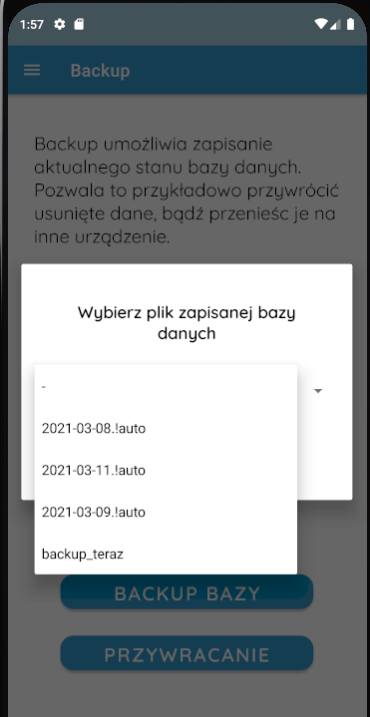 1:57
Backup
Backup umożliwia zapisanie
aktualnego stanu bazy danych.
Pozwala to przykładowo przywrócić
usunięte dane, bądź przenieśc je na
inne urządzenie.
Wybierz plik zapisanej bazy
danych
-
2021-03-08.!auto
2021-03-11.!auto
2021-03-09.!auto
backup_teraz
BACKUP BAZY
PRZYWRACANIE